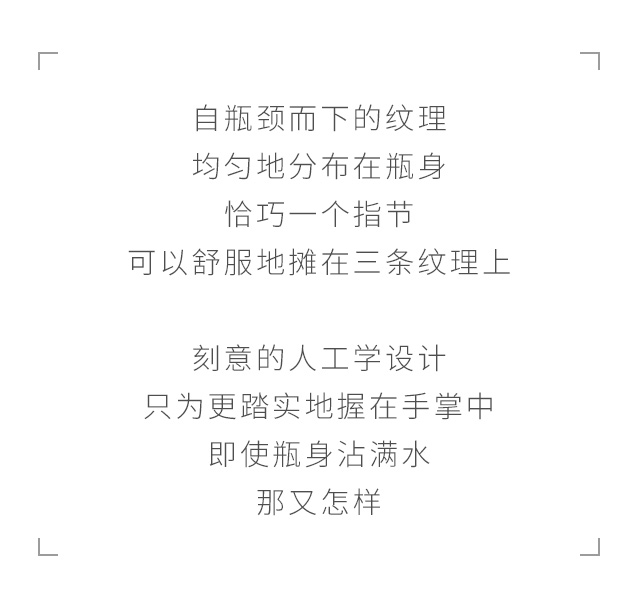 自瓶颈而下的纹理
均匀地分布在瓶身
恰巧一个指节
可以舒服地摊在三条纹理上
刻意的人工学设计
只为更踏实地握在手掌中
即使瓶身沾满水
那又怎样